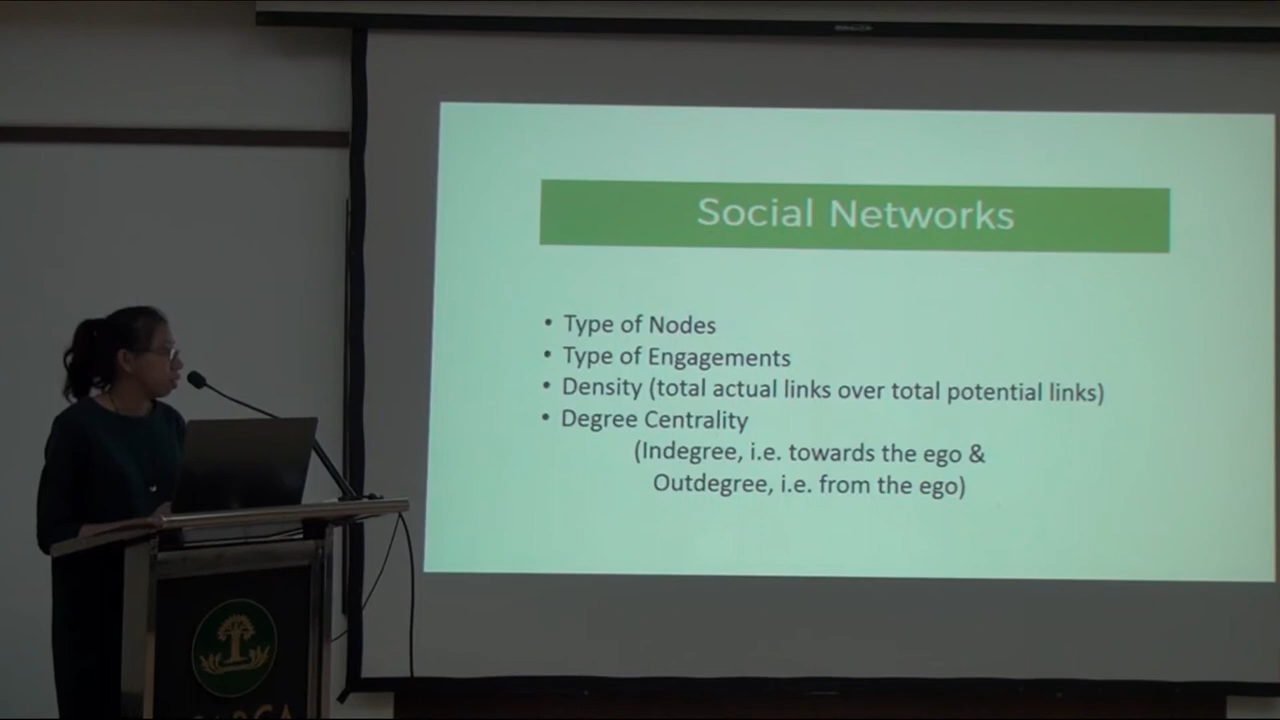 Social Networks
• Type of Nodes
• Type of Engagements
• Density (total actual links over total potential links)
• Degree Centrality
(Indegree, i.e. towards the ego &
Outdegree, i.e. from the ego)